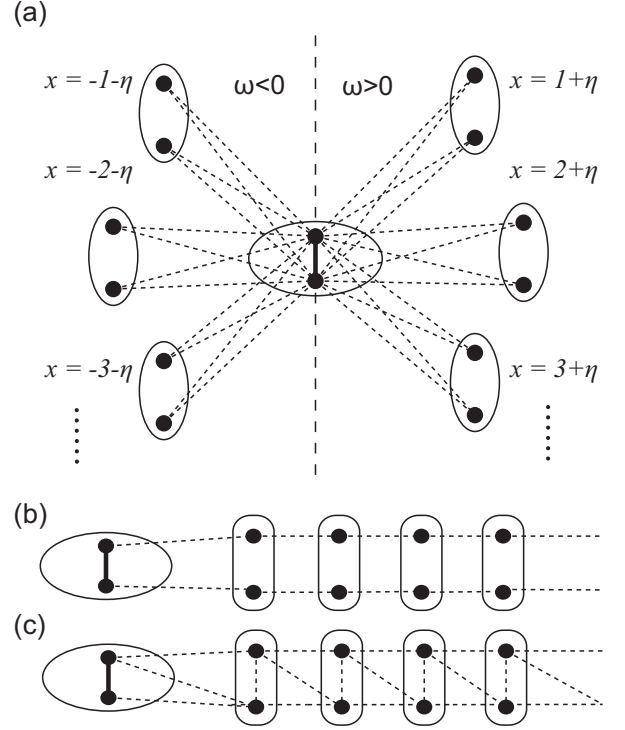 (a)
x = -1-η
ω<0
ω>0
x = 1+η
x = -2-η
x = 2+η
x = -3-η
x = 3+η
(b)
(c)